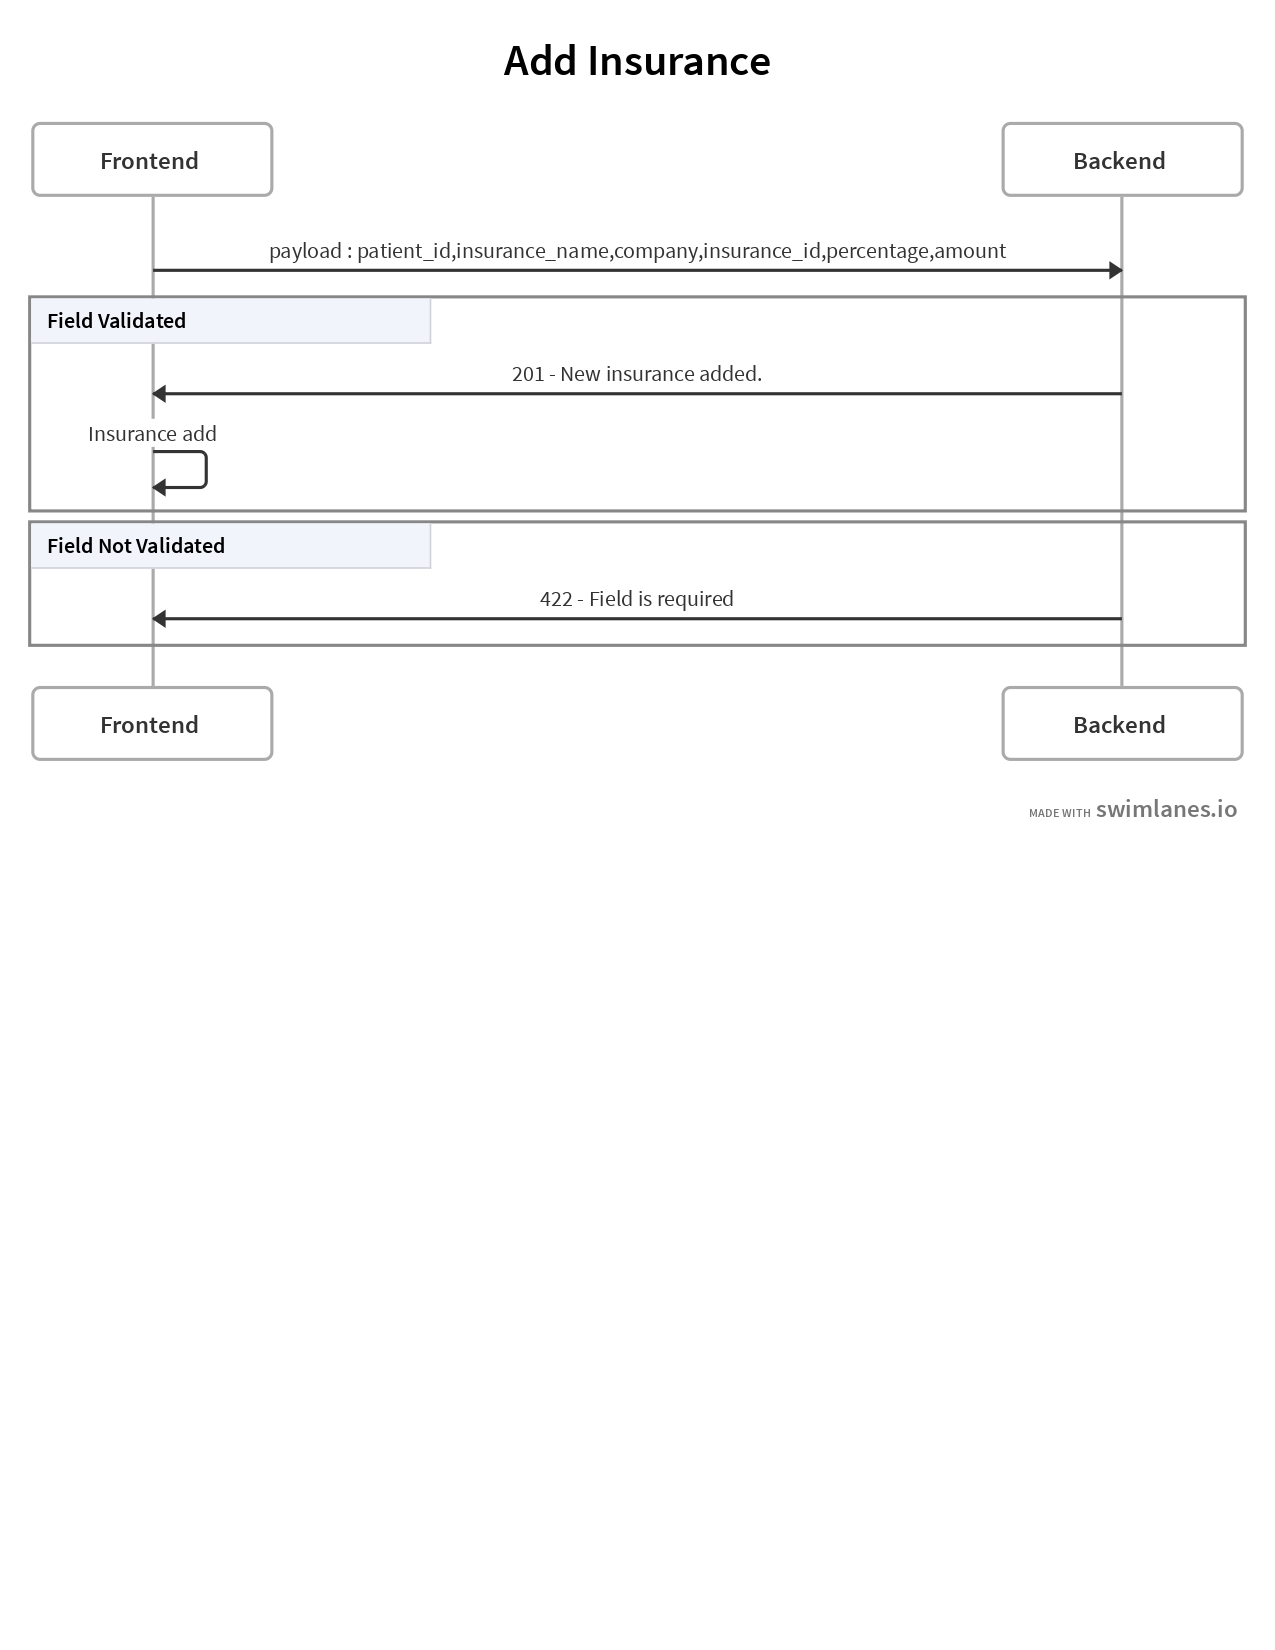 Add Insurance
Frontend
Backend
payload : patient_id,insurance_name,company,insurance_id,percentage,amount
Field Validated
201 - New insurance added.
Insurance add
Field Not Validated
422 - Field is required
Frontend
Backend
MADE WITH swimlanes.io